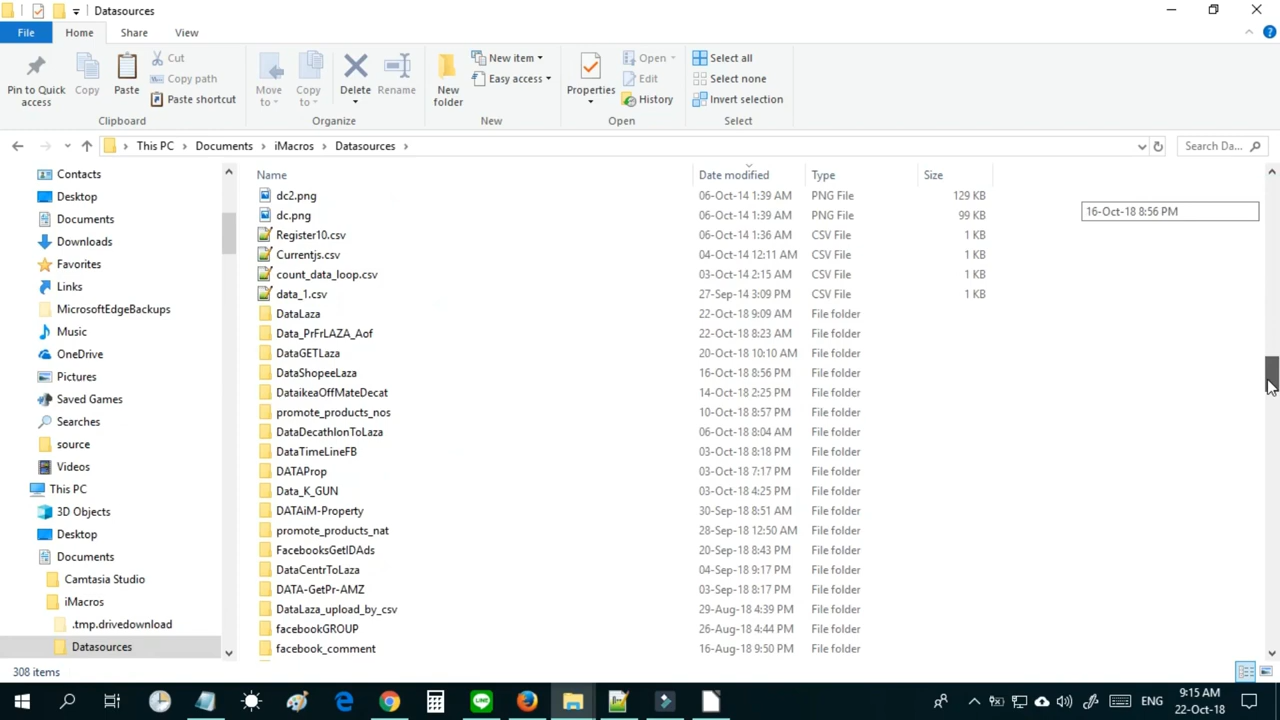 Datasources
File
Home
Share
View
Pin to Quick access
Copy
Paste
Cut
Copy path
Paste shortcut
Clipboard
Move to
Copy to
Delete
Rename
Organize
New folder
New item
Easy access
New
Properties
Open
Edit
History
Open
Select all
Select none
Invert selection
Select
This PC > Documents > iMacros > Datasources >
Search Da...
Contacts
Desktop
Documents
Downloads
Favorites
Links
MicrosoftEdgeBackups
Music
OneDrive
Pictures
Saved Games
Searches
source
Videos
This PC
3D Objects
Desktop
Documents
Camtasia Studio
iMacros
.tmp.drivedownload
Datasources
Name Date modified Type Size
dc2.png 06-Oct-14 1:39 AM PNG File 129 KB
dc.png 06-Oct-14 1:39 AM PNG File 99 KB
Register10.csv 06-Oct-14 1:36 AM CSV File 1 KB
Currentjs.csv 04-Oct-14 12:11 AM CSV File 1 KB
count_data_loop.csv 03-Oct-14 2:15 AM CSV File 1 KB
data_1.csv 27-Sep-14 3:09 PM CSV File 1 KB
DataLaza 22-Oct-18 9:09 AM File folder
Data_PrFrLAZA_Aof 22-Oct-18 8:23 AM File folder
DataGETLaza 20-Oct-18 10:10 AM File folder
DataShopeeLaza 16-Oct-18 8:56 PM File folder
DataikeaOffMateDecat 14-Oct-18 2:25 PM File folder
promote_products_nos 10-Oct-18 8:57 PM File folder
DataDecathlonToLaza 06-Oct-18 8:04 AM File folder
DataTimeLineFB 03-Oct-18 8:18 PM File folder
DATAProp 03-Oct-18 7:17 PM File folder
Data_K_GUN 03-Oct-18 4:25 PM File folder
DATAiM-Property 30-Sep-18 8:51 AM File folder
promote_products_nat 28-Sep-18 12:50 AM File folder
FacebooksGetIDAds 20-Sep-18 8:43 PM File folder
DataCentrToLaza 04-Sep-18 9:17 PM File folder
DATA-GetPr-AMZ 03-Sep-18 8:17 PM File folder
DataLaza_upload_by_csv 29-Aug-18 4:39 PM File folder
facebookGROUP 26-Aug-18 4:44 PM File folder
facebook_comment 16-Aug-18 9:50 PM File folder
16-Oct-18 8:56 PM
308 items
ENG
9:15 AM
22-Oct-18